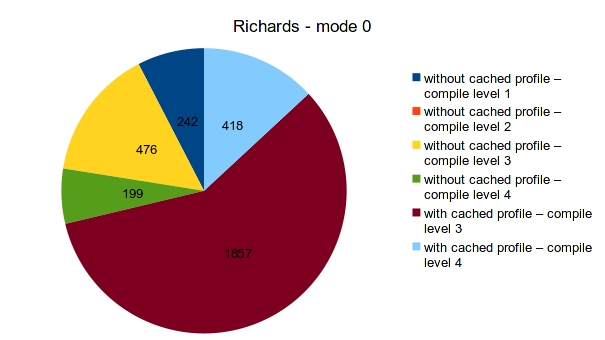 Richards - mode 0
242
418
476
199
1857
without cached profile –
compile level 1
without cached profile –
compile level 2
without cached profile –
compile level 3
without cached profile –
compile level 4
with cached profile – compile
level 3
with cached profile – compile
level 4